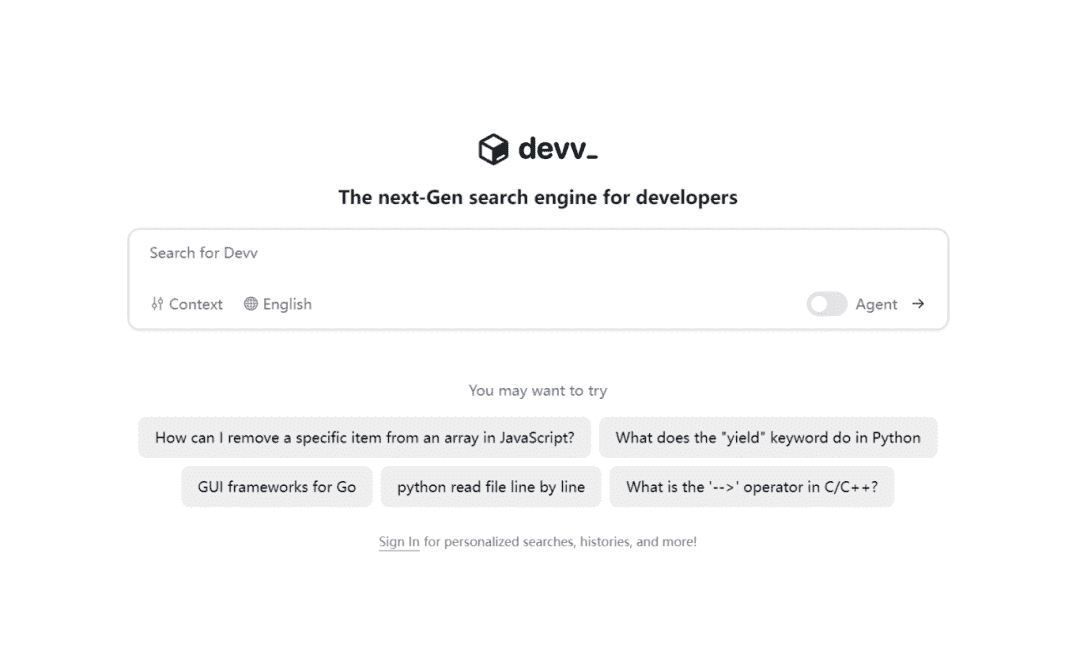 devv_
The next-Gen search engine for developers
Search for Devv
Context English Agent →
You may want to try
How can I remove a specific item from an array in JavaScript? What does the "yield" keyword do in Python
GUI frameworks for Go python read file line by line What is the '-->' operator in C/C++?
Sign In for personalized searches, histories, and more!